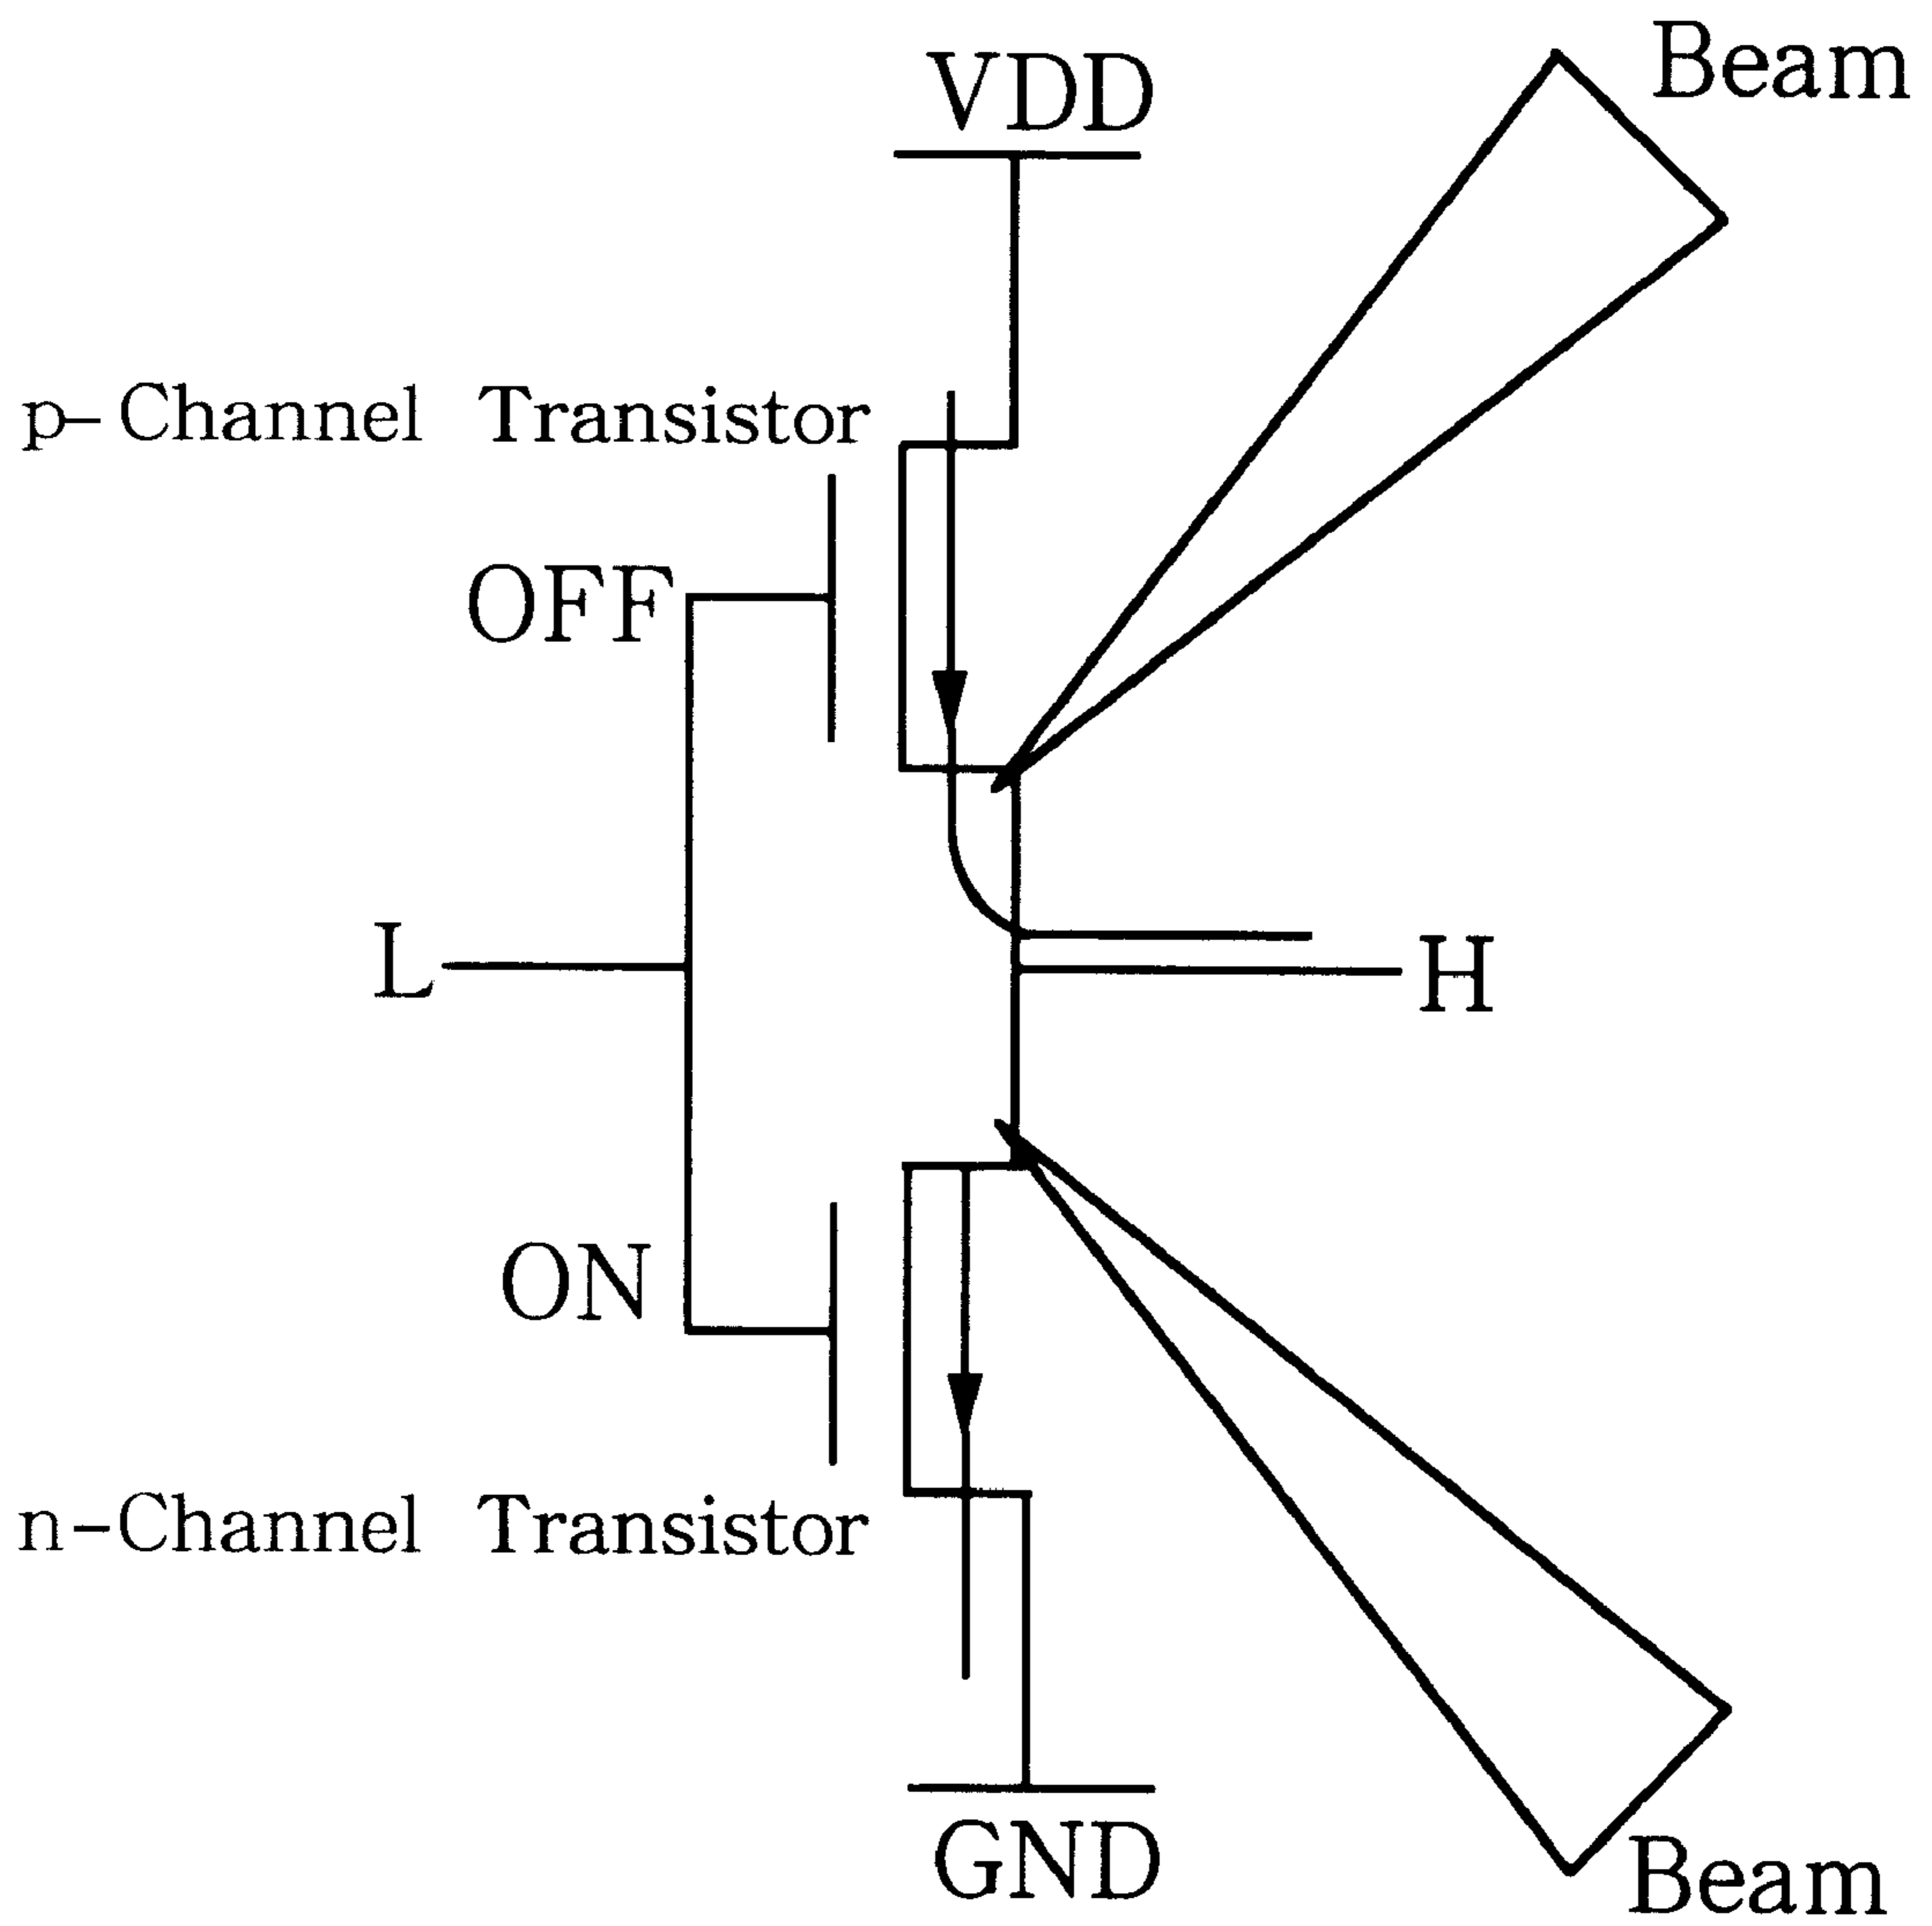 Beam
VDD
p-Channel Transistor
OFF
L
H
ON
n-Channel Transistor
GND
Beam